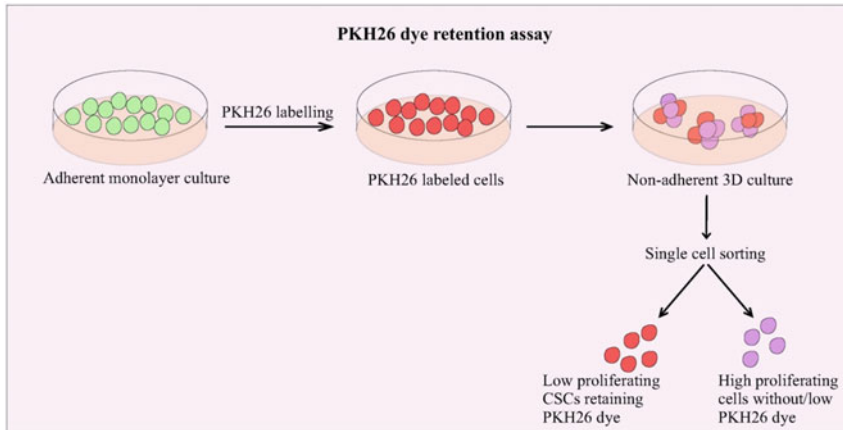 PKH26 dye retention assay
PKH26 labelling
Adherent monolayer culture
PKH26 labeled cells
Non-adherent 3D culture
Single cell sorting
Low proliferating
CSCs retaining
PKH26 dye
High proliferating
cells without/low
PKH26 dye